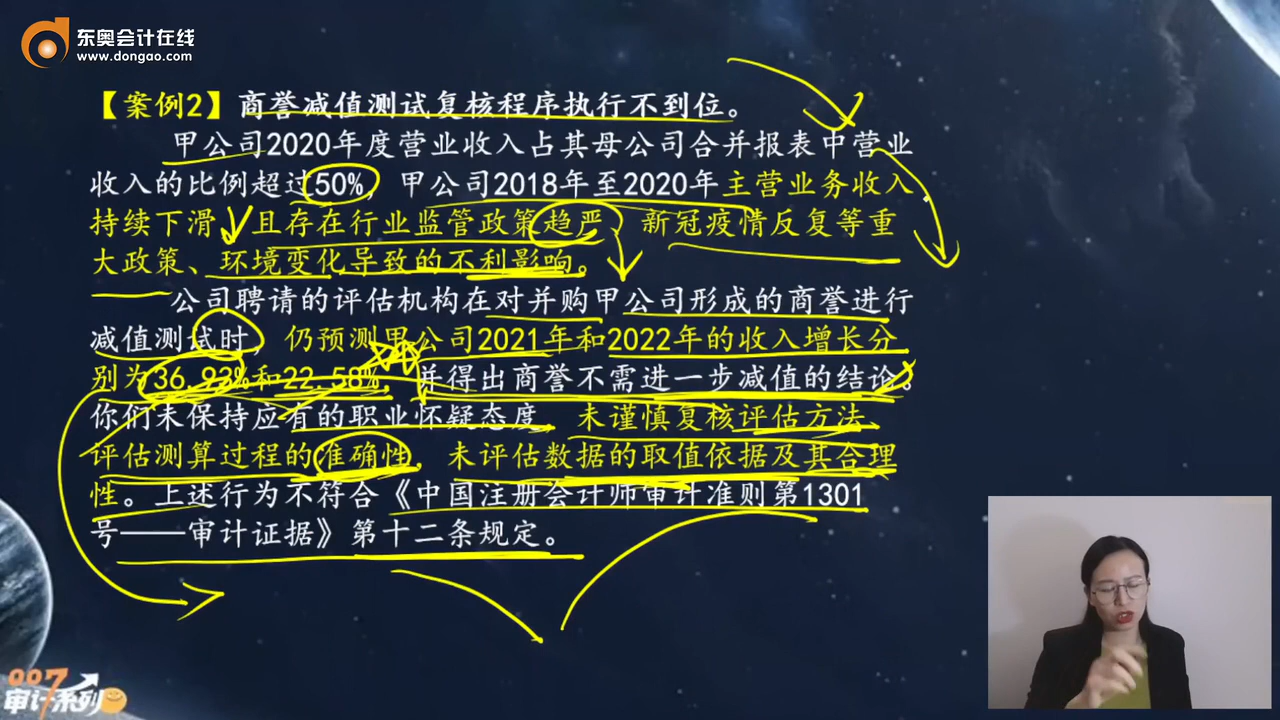 东奥会计在线
www.dongao.com
【案例2】商誉减值测试复核程序执行不到位。
甲公司2020年度营业收入占其母公司合并报表中营业
收入的比例超过50%，甲公司2018年至2020年主营业务收入
持续下滑，且存在行业监管政策趋严、新冠疫情反复等重
大政策、环境变化导致的不利影响。
公司聘请的评估机构在对并购甲公司形成的商誉进行
减值测试时，仍预测甲公司2021年和2022年的收入增长分
别为36.93%和22.58%，并得出商誉不需进一步减值的结论。
你们未保持应有的职业怀疑态度，未谨慎复核评估方法、
评估测算过程的准确性，未评估数据的取值依据及其合理
性。上述行为不符合《中国注册会计师审计准则第1301
号——审计证据》第十二条规定。
007
审计系列